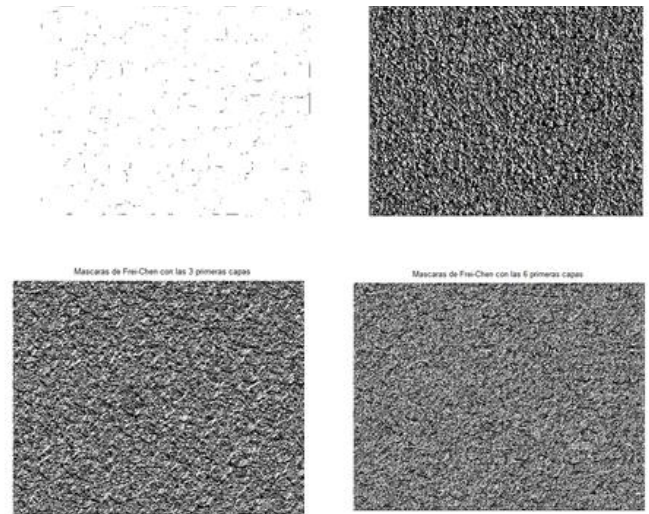 Mascaras de Frei-Chen con las 3 primeras capas
Mascaras de Frei-Chen con las 6 primeras capas